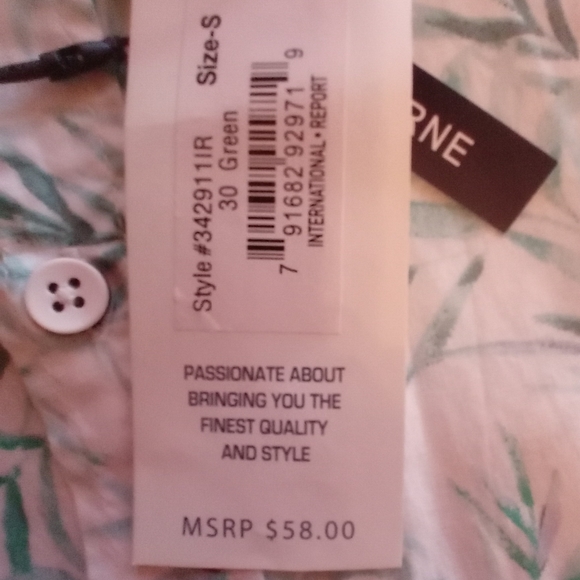 Style #342911IR Size-S
30 Green
7 91682 92971 9
INTERNATIONAL • REPORT
RNE
PASSIONATE ABOUT
BRINGING YOU THE
FINEST QUALITY
AND STYLE
MSRP $58.00